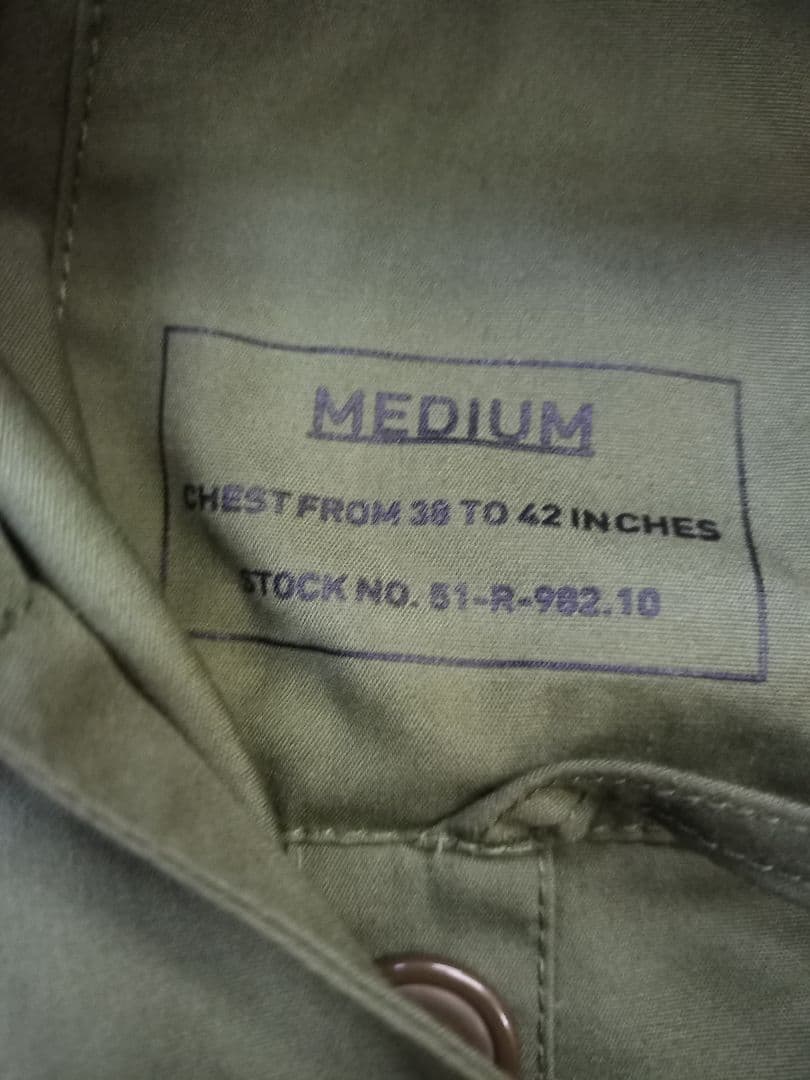 MEDIUM
CHEST FROM 38 TO 42 INCHES
STOCK NO. 51-R-982.10